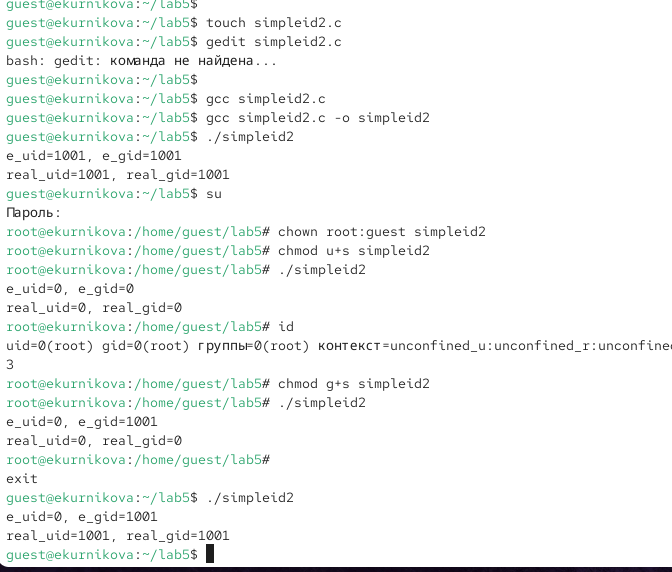 guest@ekurnikova:~/lab5$
guest@ekurnikova:~/lab5$ touch simpleid2.c
guest@ekurnikova:~/lab5$ gedit simpleid2.c
bash: gedit: команда не найдена...
guest@ekurnikova:~/lab5$
guest@ekurnikova:~/lab5$ gcc simpleid2.c
guest@ekurnikova:~/lab5$ gcc simpleid2.c -o simpleid2
guest@ekurnikova:~/lab5$ ./simpleid2
e_uid=1001, e_gid=1001
real_uid=1001, real_gid=1001
guest@ekurnikova:~/lab5$ su
Пароль:
root@ekurnikova:/home/guest/lab5# chown root:guest simpleid2
root@ekurnikova:/home/guest/lab5# chmod u+s simpleid2
root@ekurnikova:/home/guest/lab5# ./simpleid2
e_uid=0, e_gid=0
real_uid=0, real_gid=0
root@ekurnikova:/home/guest/lab5# id
uid=0(root) gid=0(root) группы=0(root) контекст=unconfined_u:unconfined_r:unconfine
3
root@ekurnikova:/home/guest/lab5# chmod g+s simpleid2
root@ekurnikova:/home/guest/lab5# ./simpleid2
e_uid=0, e_gid=1001
real_uid=0, real_gid=0
root@ekurnikova:/home/guest/lab5#
exit
guest@ekurnikova:~/lab5$ ./simpleid2
e_uid=0, e_gid=1001
real_uid=1001, real_gid=1001
guest@ekurnikova:~/lab5$